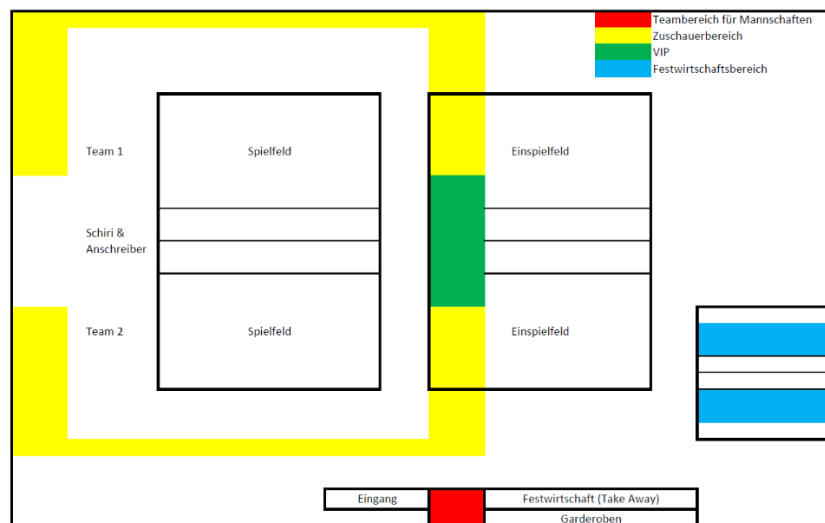 Teambereich für Mannschaften
Zuschauerbereich
VIP
Festwirtschaftsbereich
Team 1
Spielfeld
Einspielfeld
Schiri &
Anschreiber
Team 2
Spielfeld
Einspielfeld
Eingang
Festwirtschaft (Take Away)
Garderoben